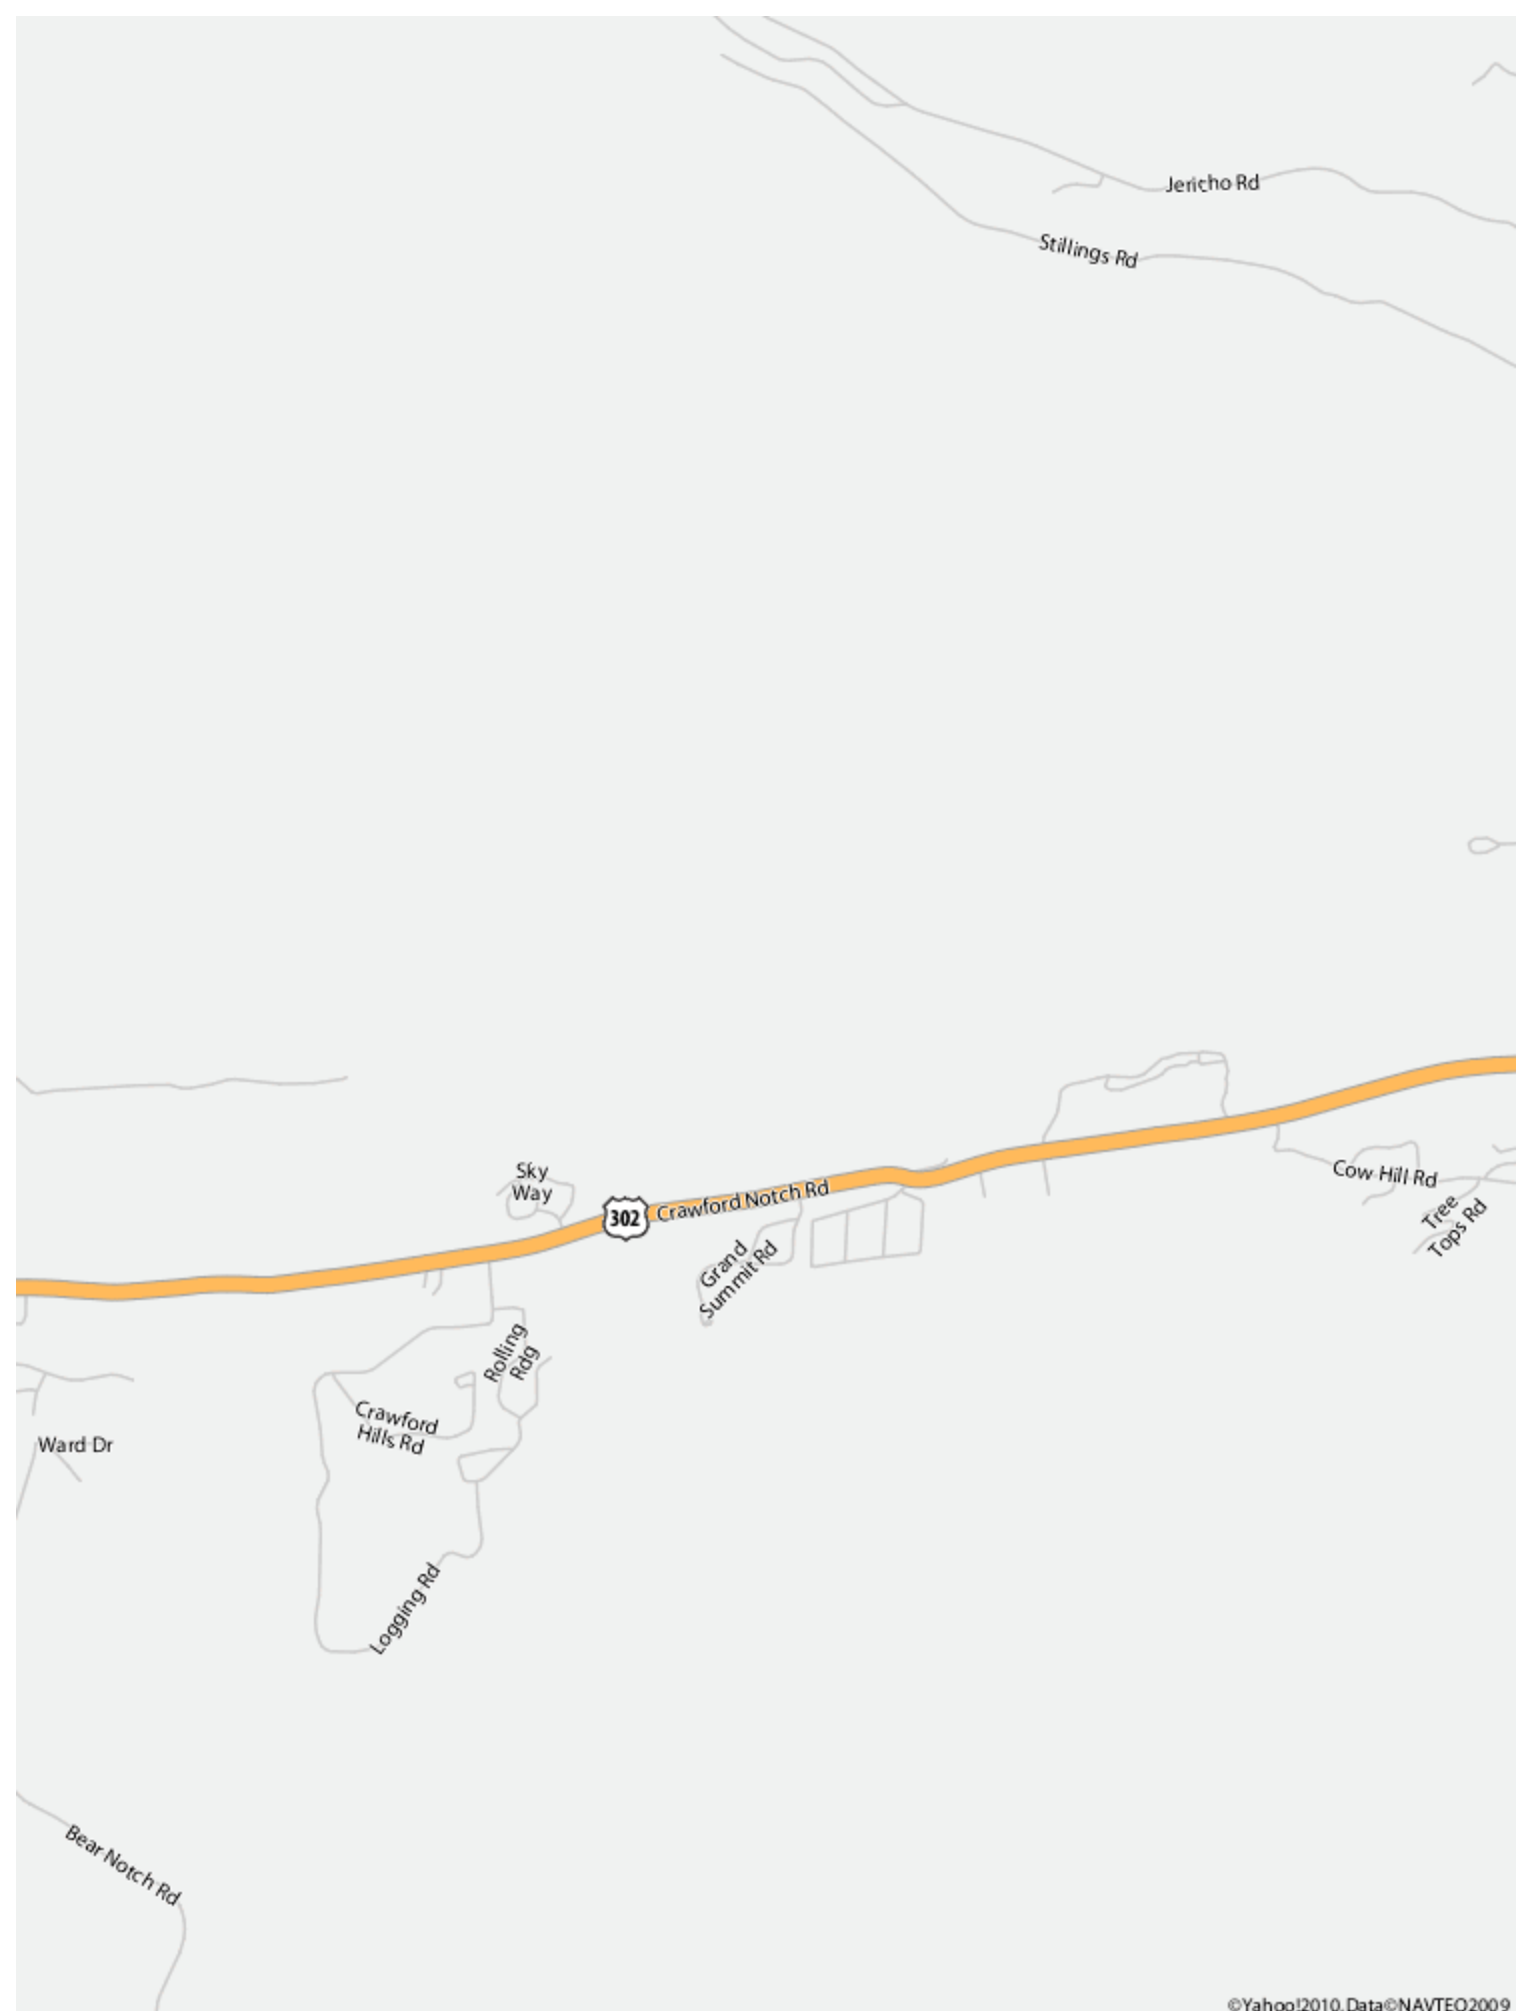 Jericho Rd
Stillings Rd
Sky
Way
302
Crawford Notch Rd
Cow Hill Rd
Tree
Tops Rd
Grand
Summit Rd
Rolling
Rdg
Crawford
Hills Rd
Ward Dr
Logging Rd
Bear Notch Rd
©Yahoo!2010,Data©NAVTEQ2009